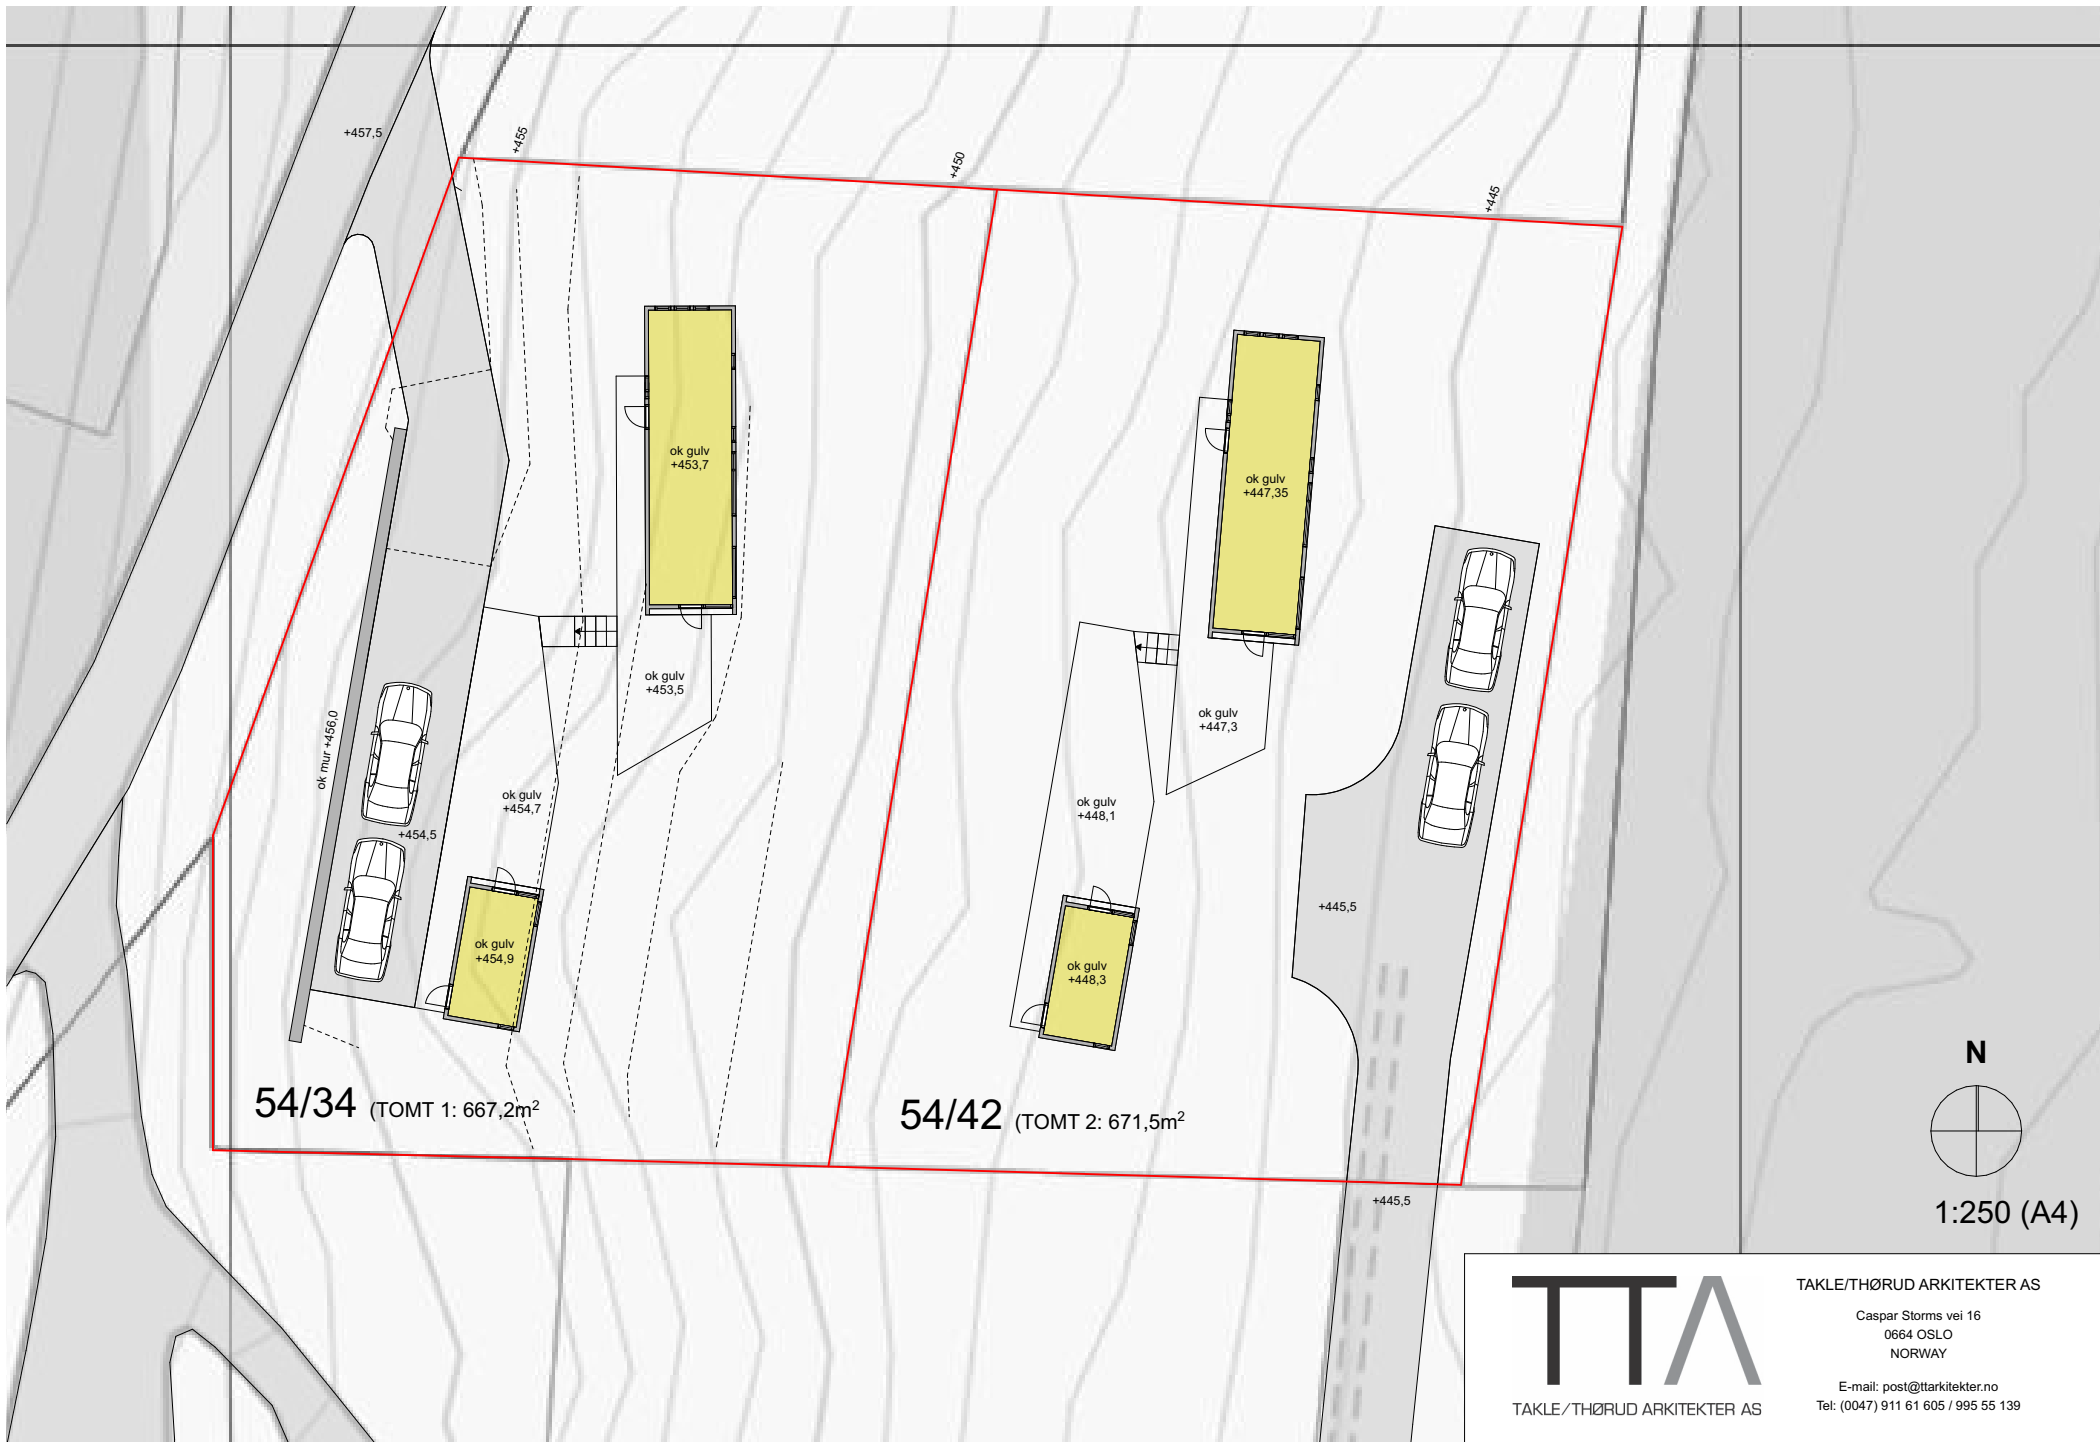 +457,5
+455
+450
+445
ok gulv
+453,7
ok gulv
+447,35
ok gulv
+453,5
ok gulv
+447,3
ok mur +456,0
ok gulv
+454,7
ok gulv
+448,1
+454,5
+445,5
ok gulv
+454,9
ok gulv
+448,3
54/34 (TOMT 1: 667,2m²
54/42 (TOMT 2: 671,5m²
+445,5
N
1:250 (A4)
TTA
TAKLE/THØRUD ARKITEKTER AS
TAKLE/THØRUD ARKITEKTER AS
Caspar Storms vei 16
0664 OSLO
NORWAY
E-mail: post@ttarkitekter.no
Tel: (0047) 911 61 605 / 995 55 139